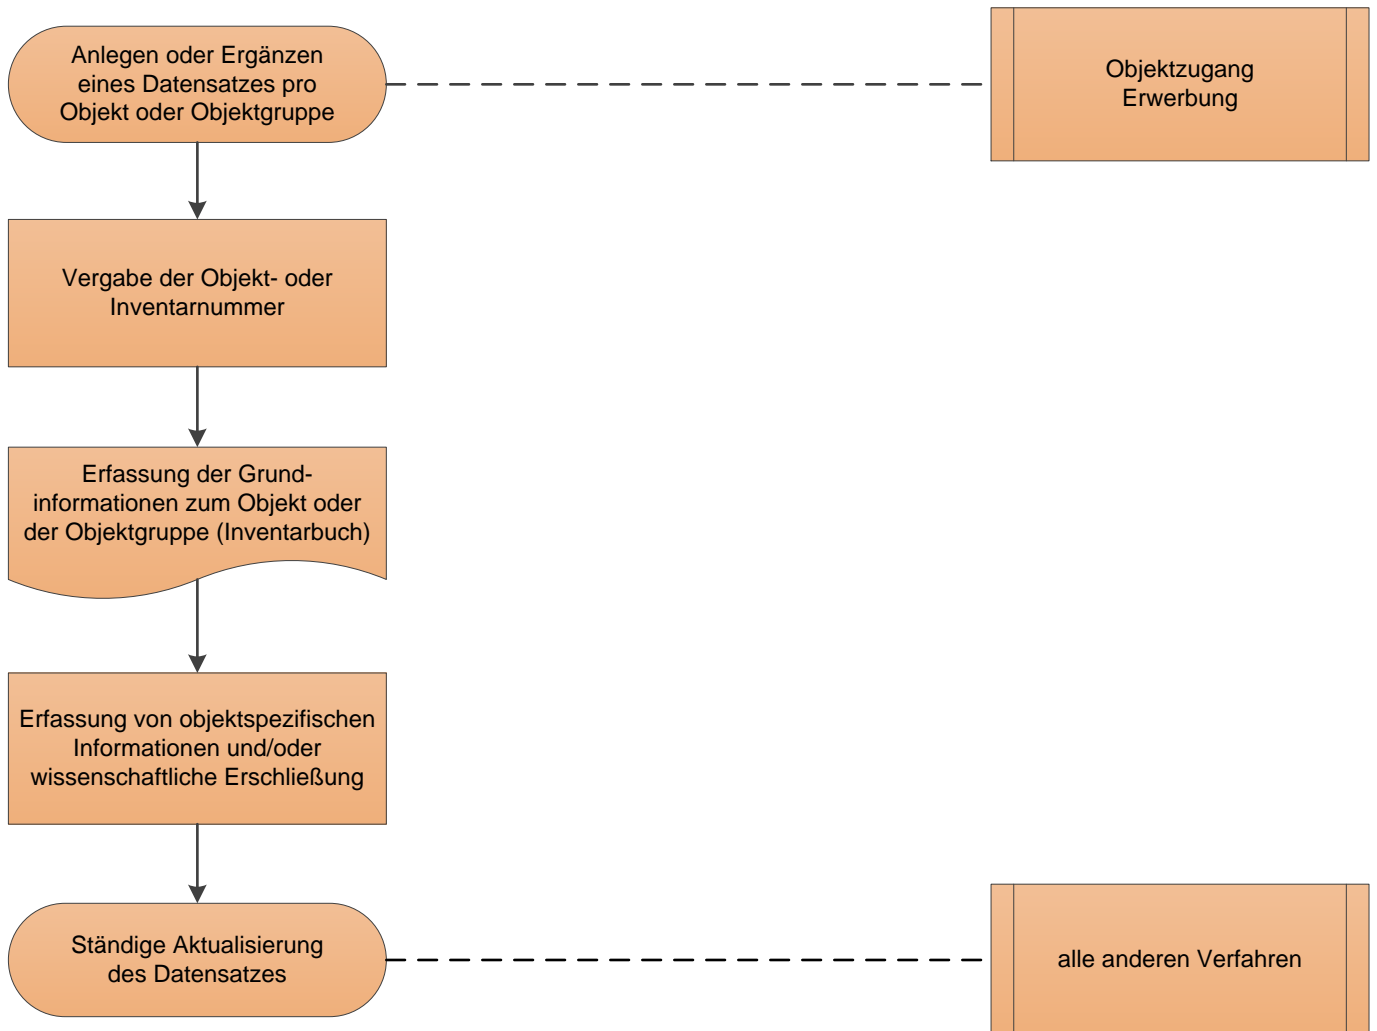 Anlegen oder Ergänzen
eines Datensatzes pro
Objekt oder Objektgruppe
Objektzugang
Erwerbung
Vergabe der Objekt- oder
Inventarnummer
Erfassung der Grund-
informationen zum Objekt oder
der Objektgruppe (Inventarbuch)
Erfassung von objektspezifischen
Informationen und/oder
wissenschaftliche Erschließung
Ständige Aktualisierung
des Datensatzes
alle anderen Verfahren